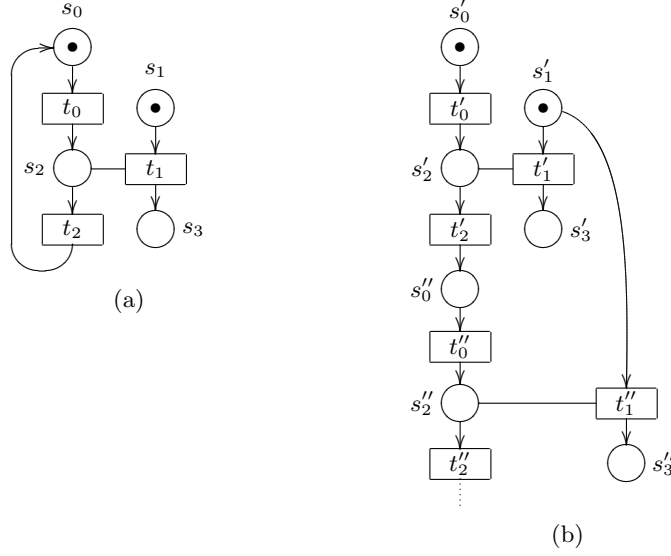 s₀
s₁
t₀
s₂
t₁
t₂
s₃
(a)
s′₀
s′₁
t′₀
s′₂
t′₁
t′₂
s′₃
s″₀
t″₀
s″₂
t″₁
t″₂
s″₃
(b)